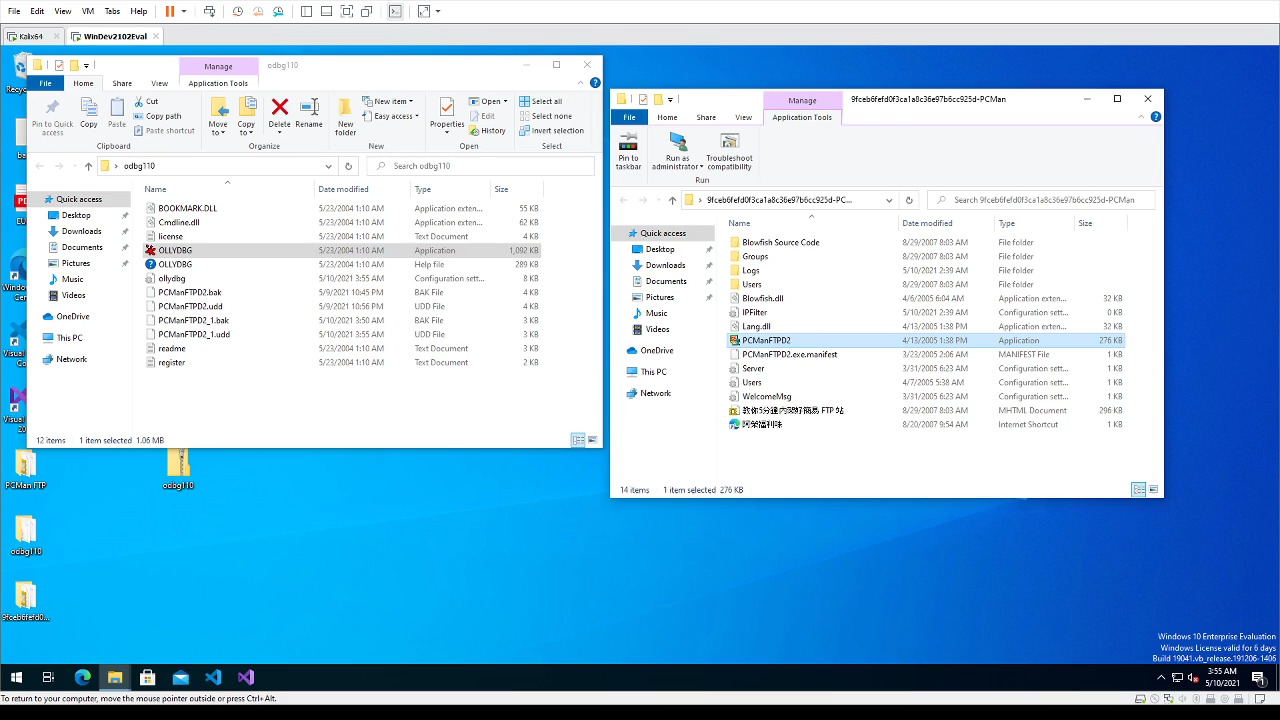 File Edit View VM Tabs Help
Kalix64 WinDev2102Eval
Manage odbg110
File Home Share View Application Tools
Pin to Quick access Copy Paste Cut Copy path Paste shortcut
Move to Copy to Delete Rename
Organize
New folder New item Easy access
New
Properties Open Edit History
Open
Select all Select none Invert selection
Select
odbg110 Search odbg110
Name Date modified Type Size
Quick access
Desktop
Downloads
Documents
Pictures
Music
Videos
OneDrive
This PC
Network
BOOKMARK.DLL 5/23/2004 1:10 AM Application exten... 55 KB
Cmdline.dll 5/23/2004 1:10 AM Application exten... 62 KB
license 5/23/2004 1:10 AM Text Document 4 KB
OLLYDBG 5/23/2004 1:10 AM Application 1,092 KB
OLLYDBG 5/23/2004 1:10 AM Help file 289 KB
ollydbg 5/10/2021 3:55 AM Configuration sett... 8 KB
PCManFTPD2.bak 5/9/2021 10:45 PM BAK File 4 KB
PCManFTPD2.udd 5/9/2021 10:56 PM UDD File 4 KB
PCManFTPD2_1.bak 5/10/2021 3:50 AM BAK File 3 KB
PCManFTPD2_1.udd 5/10/2021 3:55 AM UDD File 3 KB
readme 5/23/2004 1:10 AM Text Document 3 KB
register 5/23/2004 1:10 AM Text Document 2 KB
12 items 1 item selected 1.06 MB
Manage 9fceb6fefd0f3ca1a8c36e97b6cc925d-PCMan
File Home Share View Application Tools
Pin to taskbar Run as administrator Troubleshoot compatibility
Run
9fceb6fefd0f3ca1a8c36e97b6cc925d-PC... Search 9fceb6fefd0f3ca1a8c36e97b6cc925d-PCMan
Name Date modified Type Size
Quick access
Desktop
Downloads
Documents
Pictures
Music
Videos
OneDrive
This PC
Network
Blowfish Source Code 8/29/2007 8:03 AM File folder
Groups 8/29/2007 8:03 AM File folder
Logs 5/10/2021 2:39 AM File folder
Users 8/29/2007 8:03 AM File folder
Blowfish.dll 4/6/2005 6:04 AM Application exten... 32 KB
IPFilter 5/10/2021 2:39 AM Configuration sett... 0 KB
Lang.dll 4/13/2005 1:38 PM Application exten... 32 KB
PCManFTPD2 4/13/2005 1:38 PM Application 276 KB
PCManFTPD2.exe.manifest 3/23/2005 2:06 AM MANIFEST File 1 KB
Server 3/31/2005 6:23 AM Configuration sett... 1 KB
Users 4/7/2005 5:38 AM Configuration sett... 1 KB
WelcomeMsg 3/31/2005 6:23 AM Configuration sett... 1 KB
FTP 站 8/29/2007 8:03 AM MHTML Document 296 KB
阿榮福利味 8/20/2007 9:54 AM Internet Shortcut 1 KB
14 items 1 item selected 276 KB
PCMan FTP
odbg110
odbg110
9fceb6fefd0...
Windows 10 Enterprise Evaluation
Windows License valid for 6 days
Build 19041.vb_release.191206-1406
3:55 AM
5/10/2021
To return to your computer, move the mouse pointer outside or press Ctrl+Alt.